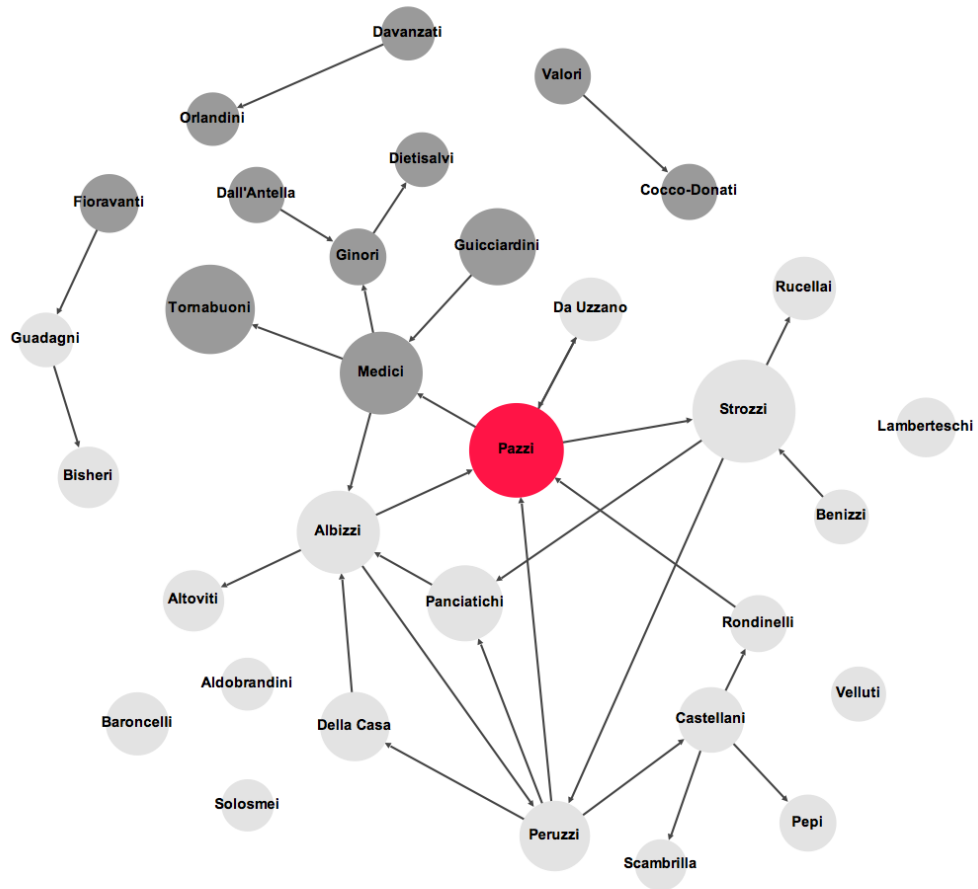 Davanzati
Valori
Orlandini
Dietisalvi
Dall'Antella
Cocco-Donati
Fioravanti
Guicciardini
Ginori
Rucellai
Tornabuoni
Da Uzzano
Guadagni
Medici
Strozzi
Lamberteschi
Pazzi
Bisheri
Benizzi
Albizzi
Altoviti
Panciatichi
Rondinelli
Aldobrandini
Velluti
Baroncelli
Della Casa
Castellani
Solosmei
Pepi
Peruzzi
Scambrilla